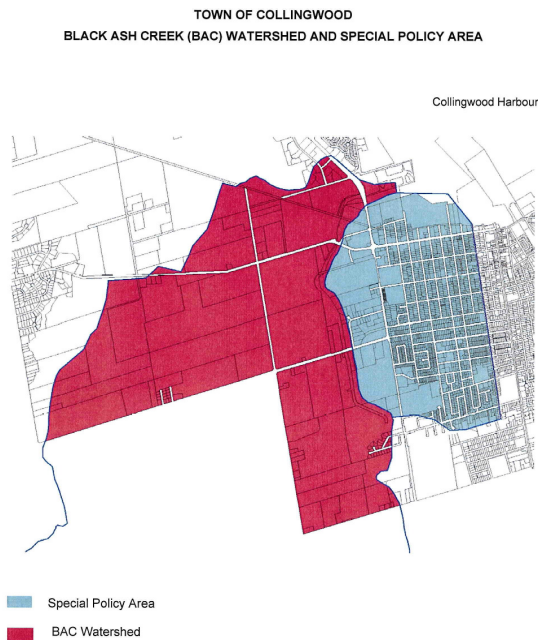 TOWN OF COLLINGWOOD
BLACK ASH CREEK (BAC) WATERSHED AND SPECIAL POLICY AREA
Collingwood Harbour
Special Policy Area
BAC Watershed